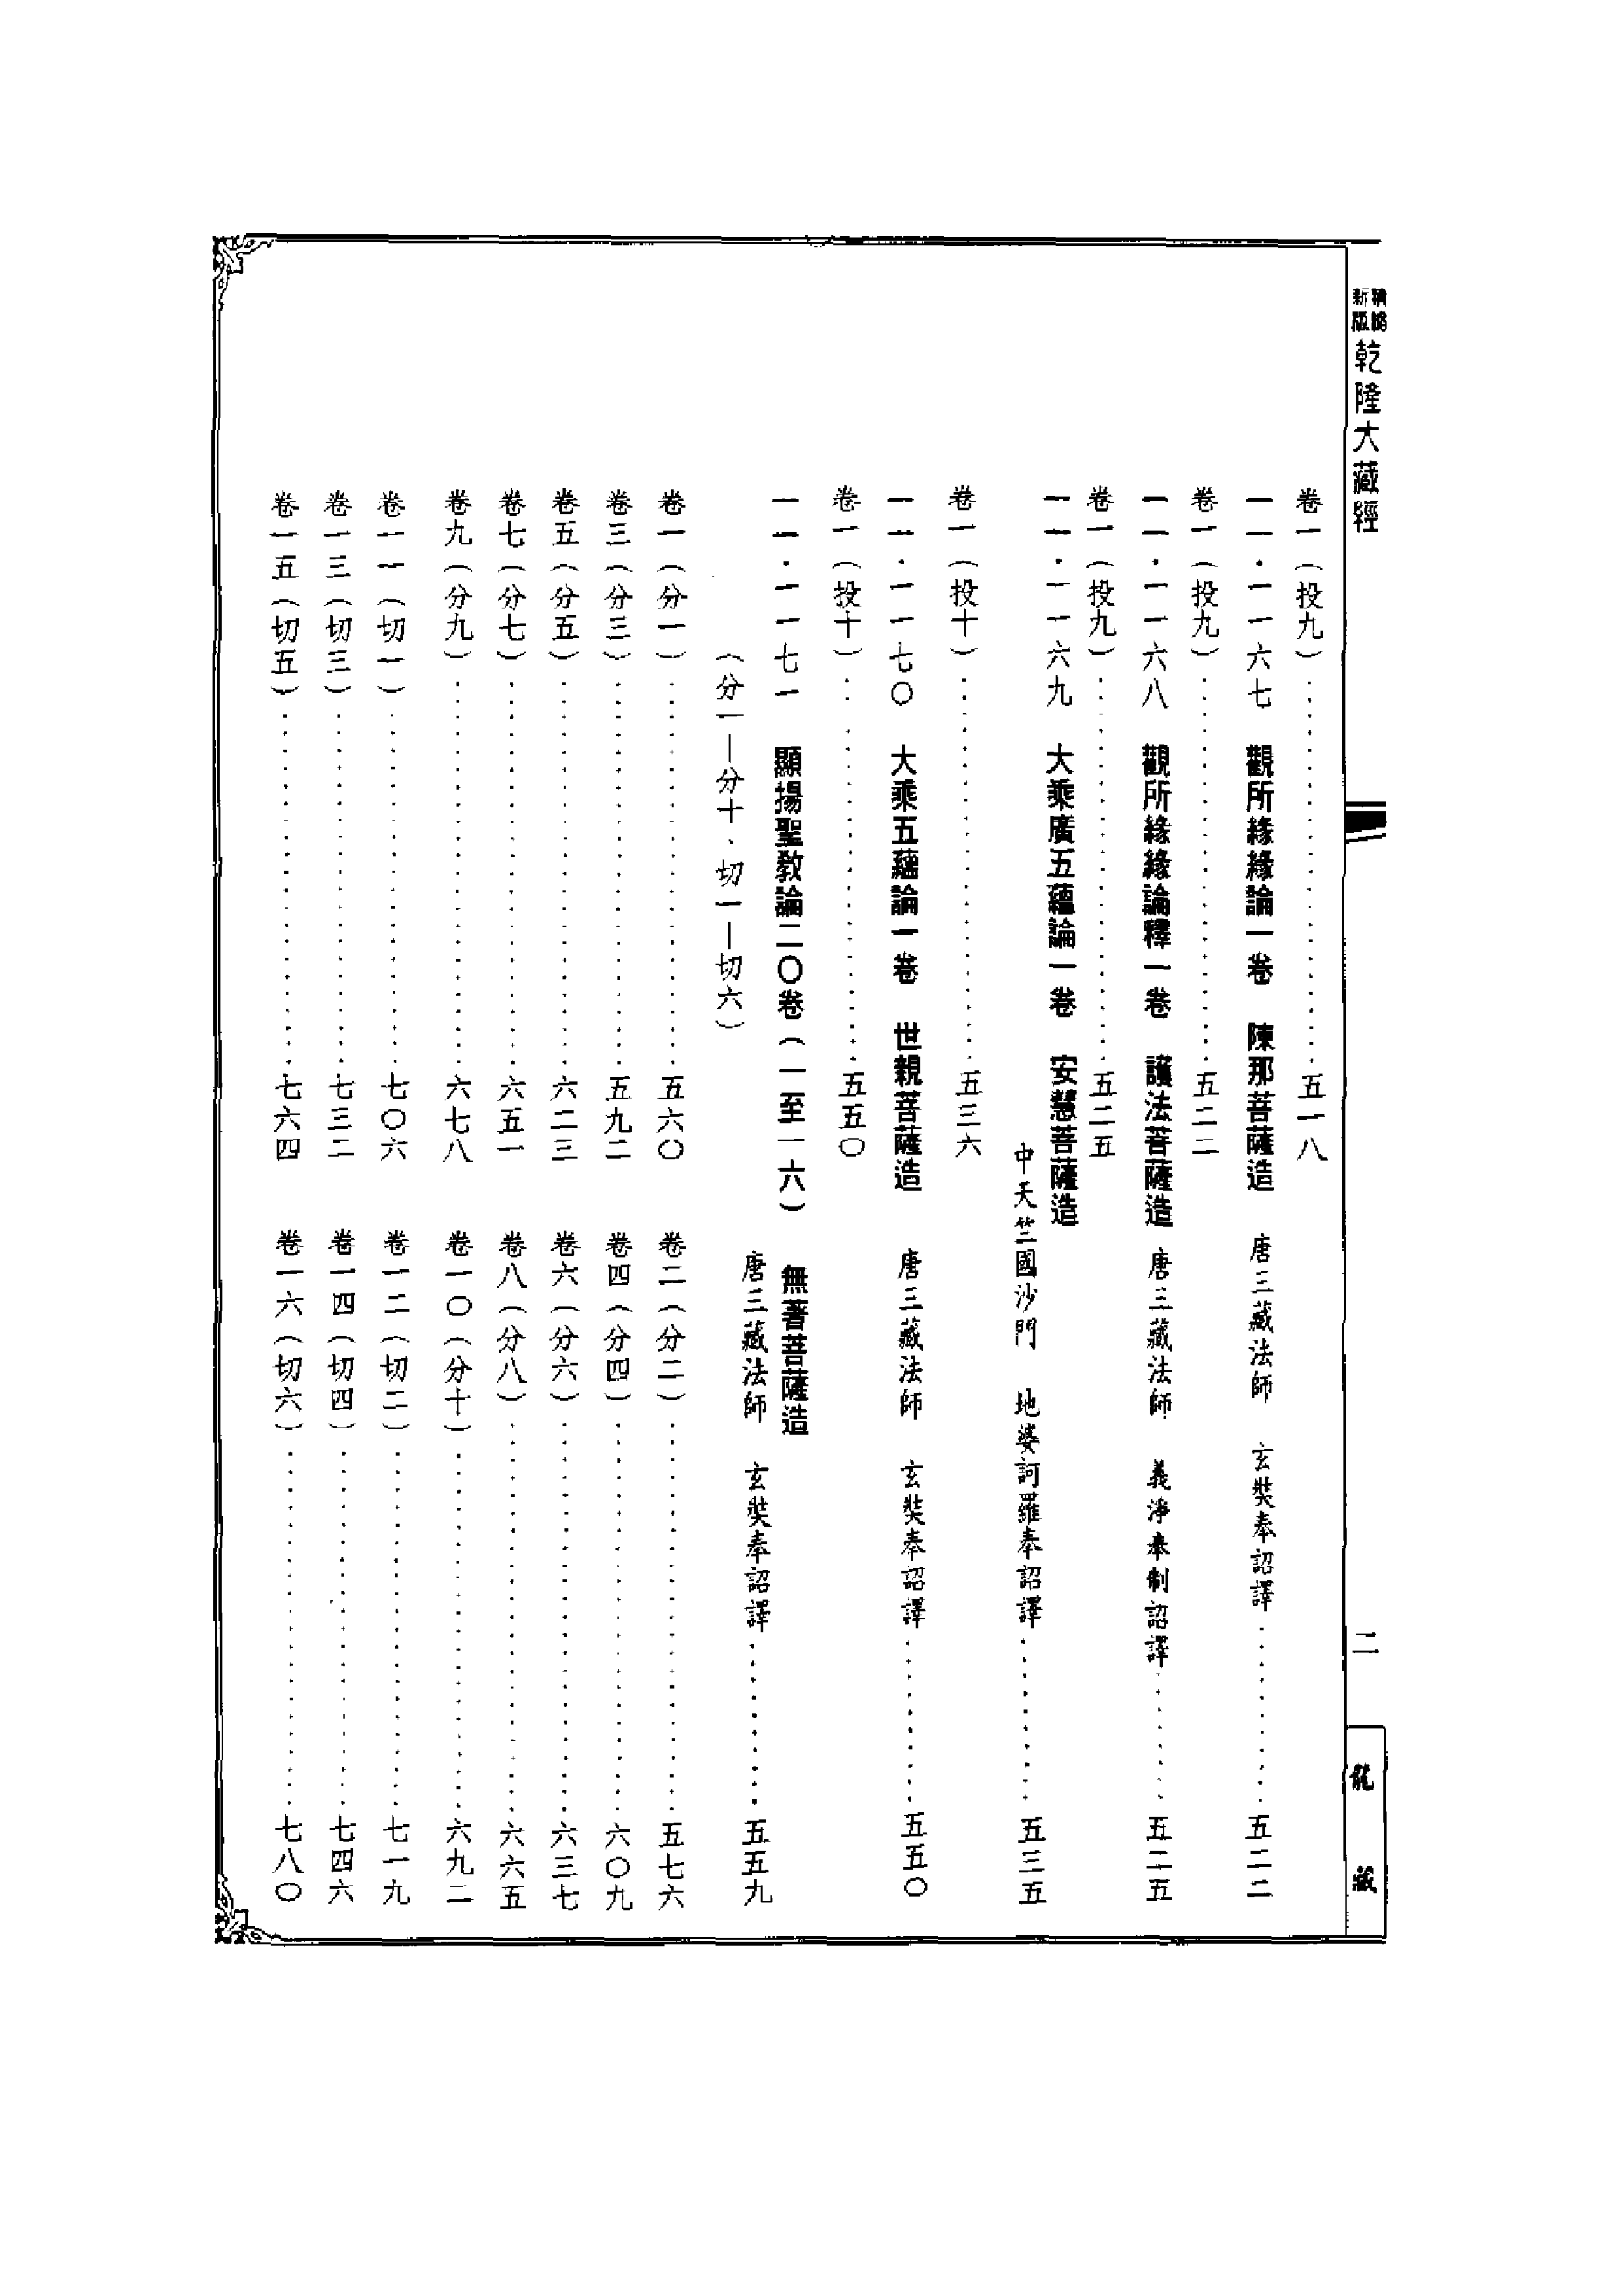 新版
乾隆大藏經
二
龍藏
卷一（投九）····················五一八
一一·一一六七 觀所緣緣論一卷 陳那菩薩造 唐三藏法師 玄奘奉詔譯·········五二二
卷一（投九）····················五二二
一一·一一六八 觀所緣緣論釋一卷 護法菩薩造 唐三藏法師 義淨奉制詔譯·······五二五
卷一（投九）····················五二五
一一·一一六九 大乘廣五蘊論一卷 安慧菩薩造
中天竺國沙門 地婆訶羅奉詔譯·········五三五
卷一（投十）····················五三六
一一·一一七〇 大乘五蘊論一卷 世親菩薩造 唐三藏法師 玄奘奉詔譯·········五五〇
卷一（投十）····················五五〇
一一·一一七一 顯揚聖教論二〇卷（一至一六） 無著菩薩造
唐三藏法師 玄奘奉詔譯·········五五九
（分一—分十、切一—切六）
卷一（分一）····················五六〇 卷二（分二）····················五七六
卷三（分三）····················五九二 卷四（分四）····················六〇九
卷五（分五）····················六二三 卷六（分六）····················六三七
卷七（分七）····················六五一 卷八（分八）····················六六五
卷九（分九）····················六七八 卷一〇（分十）····················六九二
卷一一（切一）····················七〇六 卷一二（切二）····················七一九
卷一三（切三）····················七三二 卷一四（切四）····················七四六
卷一五（切五）····················七六四 卷一六（切六）····················七八〇